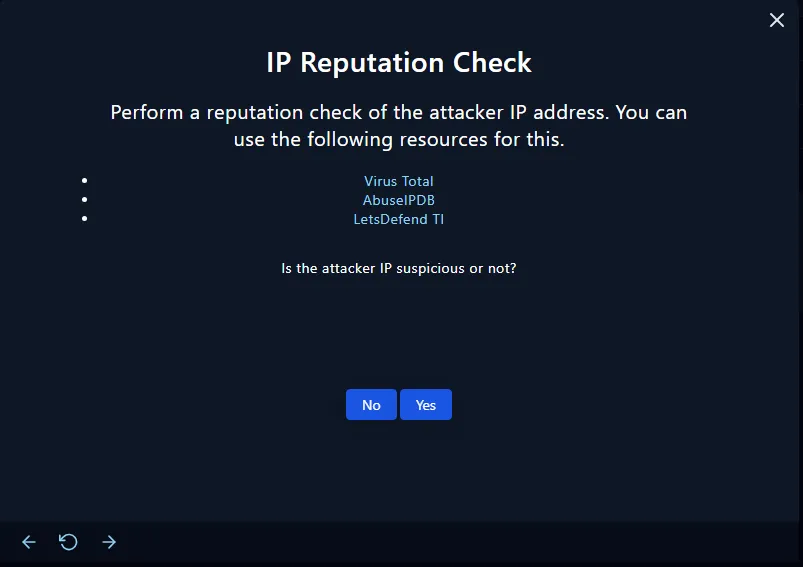 IP Reputation Check
Perform a reputation check of the attacker IP address. You can
use the following resources for this.
Virus Total
AbuseIPDB
LetsDefend TI
Is the attacker IP suspicious or not?
No Yes